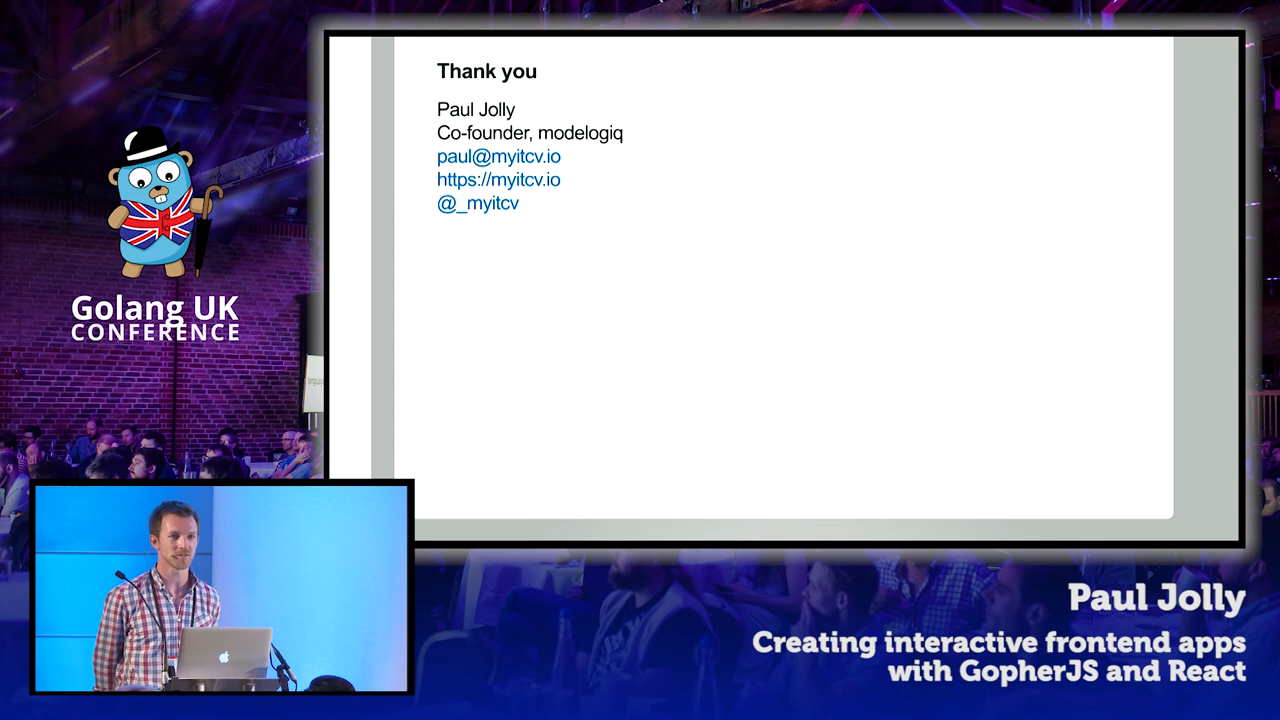 Thank you
Paul Jolly
Co-founder, modelogiq
paul@myitcv.io
https://myitcv.io
@_myitcv
Golang UK
CONFERENCE
Paul Jolly
Creating interactive frontend apps
with GopherJS and React